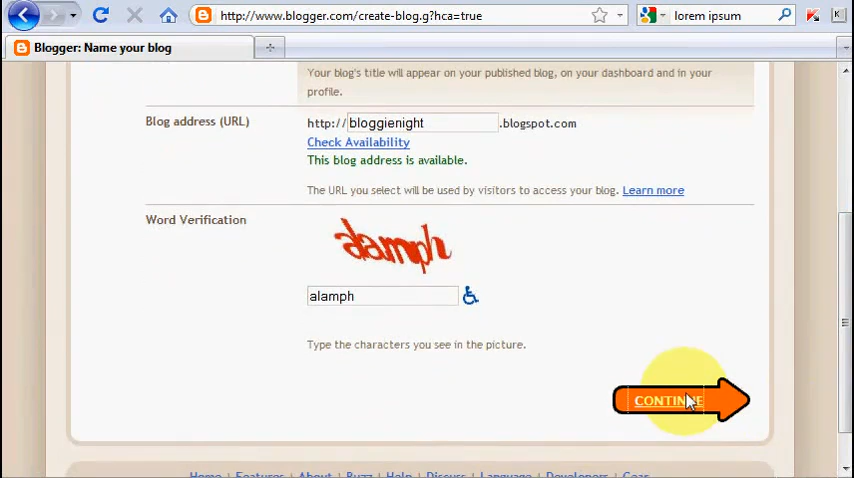 http://www.blogger.com/create-blog.g?hca=true
lorem ipsum
Blogger: Name your blog
Your blog's title will appear on your published blog, on your dashboard and in your
profile.
Blog address (URL)
http:// bloggienight .blogspot.com
Check Availability
This blog address is available.
The URL you select will be used by visitors to access your blog. Learn more
Word Verification
alamph
alamph
Type the characters you see in the picture.
CONTINUE
Home | Features | About | Buzz | Help | Discuss | Language | Developers | Gear